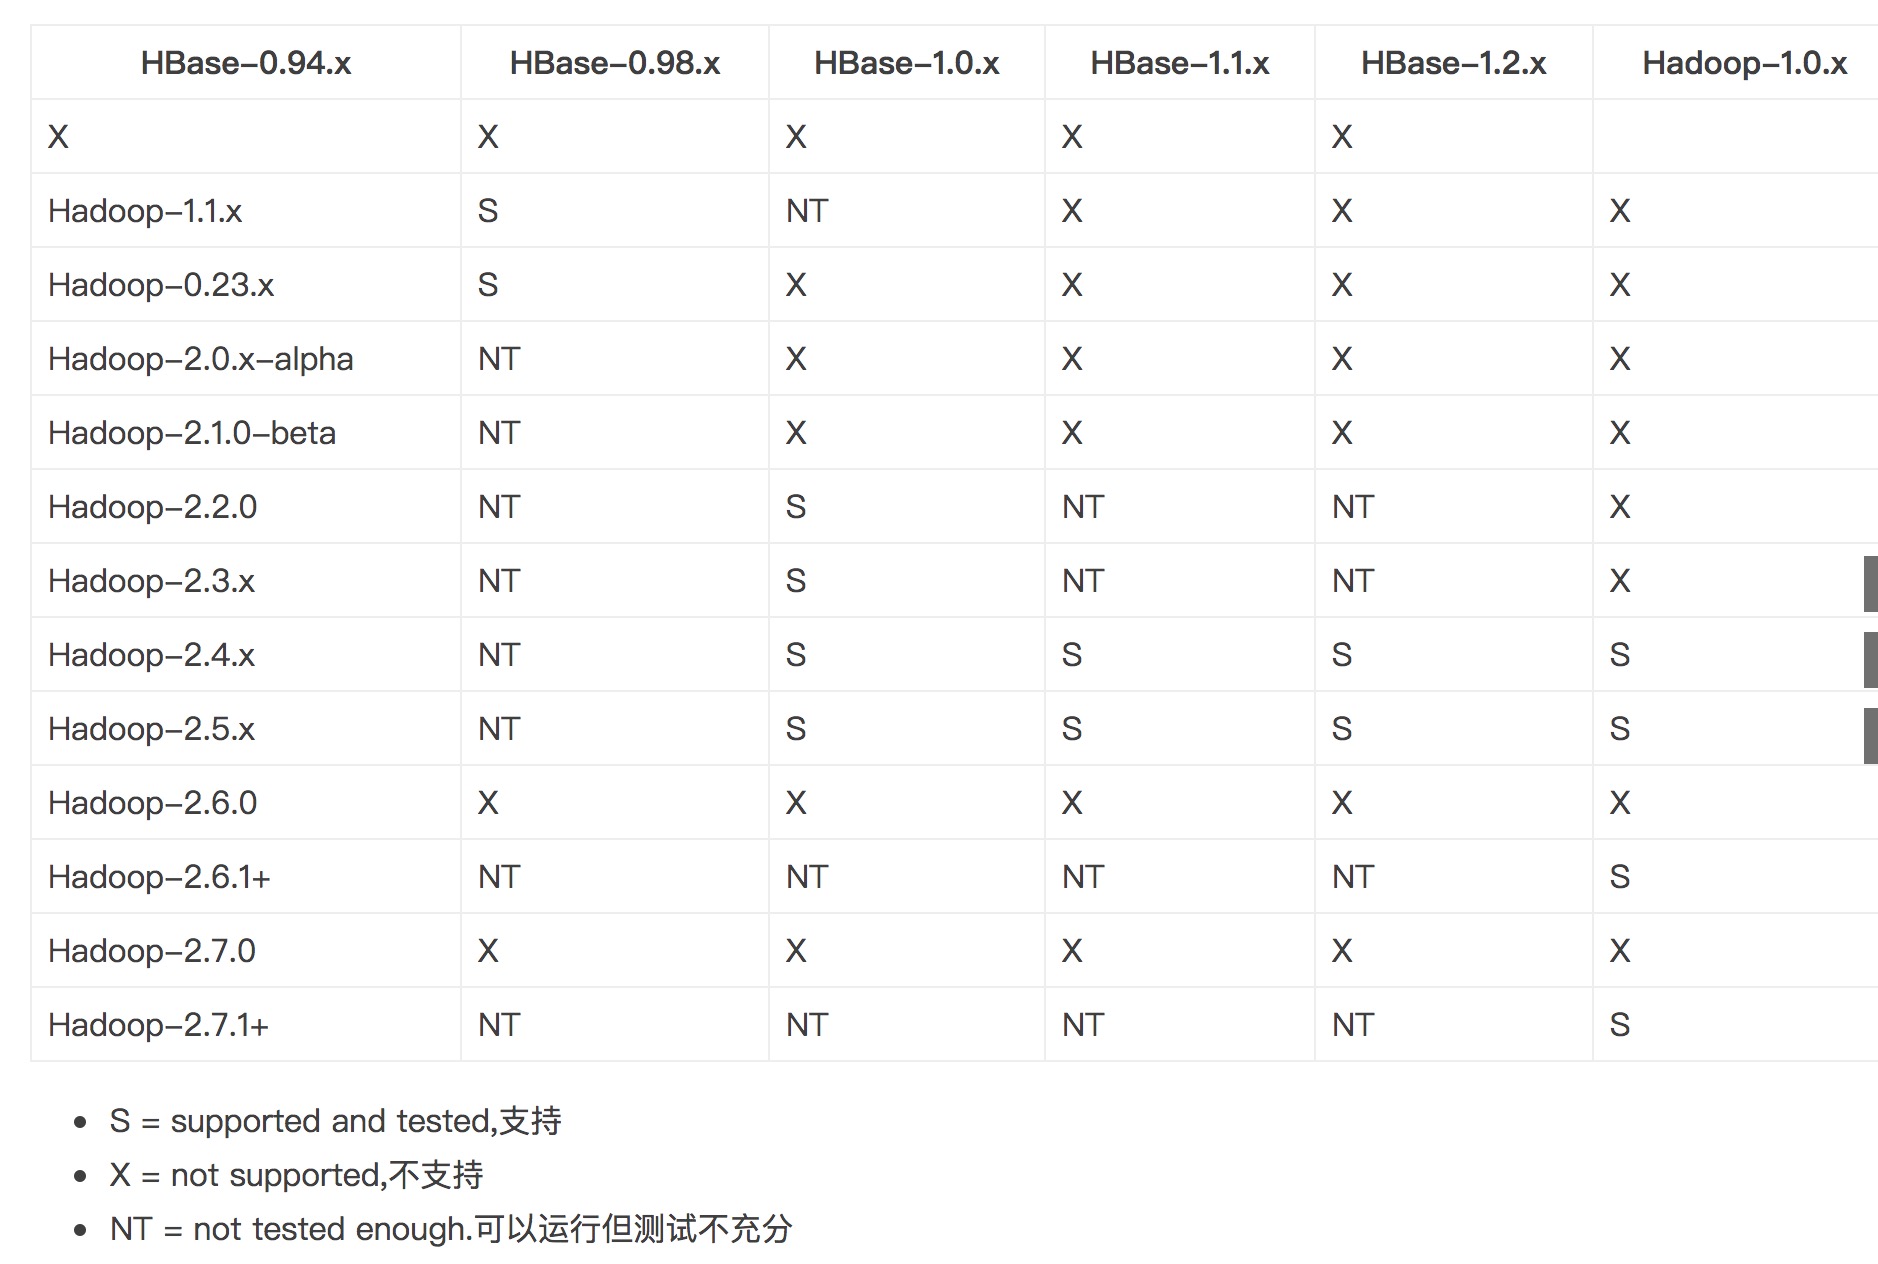 HBase–0.94.x HBase–0.98.x HBase–1.0.x HBase–1.1.x HBase–1.2.x Hadoop–1.0.x
X X X X X
Hadoop–1.1.x S NT X X X
Hadoop–0.23.x S X X X X
Hadoop–2.0.x–alpha NT X X X X
Hadoop–2.1.0–beta NT X X X X
Hadoop–2.2.0 NT S NT NT X
Hadoop–2.3.x NT S NT NT X
Hadoop–2.4.x NT S S S S
Hadoop–2.5.x NT S S S S
Hadoop–2.6.0 X X X X X
Hadoop–2.6.1+ NT NT NT NT S
Hadoop–2.7.0 X X X X X
Hadoop–2.7.1+ NT NT NT NT S
• S = supported and tested,支持
• X = not supported,不支持
• NT = not tested enough.可以运行但测试不充分